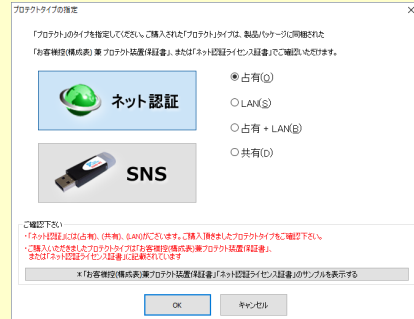 プロテクトタイプの指定
「プロテクト」のタイプを指定してください。ご購入された「プロテクト」タイプは、製品パッケージに同梱された
「お客様控(構成表) 兼 プロテクト装置保証書」、または「ネット認証ライセンス証書」でご確認いただけます。
ネット認証
占有(O)
LAN(S)
占有 + LAN(B)
共有(D)
SNS
ご確認下さい
・「ネット認証」には(占有)、(共有)、(LAN)がございます。ご購入頂きましたプロテクトタイプをご確認下さい。
・ご購入いただきましたプロテクトタイプは「お客様控(構成表)兼プロテクト装置保証書」、
または「ネット認証ライセンス証書」に記載されています
*「お客様控(構成表)兼プロテクト装置保証書」「ネット認証ライセンス証書」のサンプルを表示する
OK
キャンセル